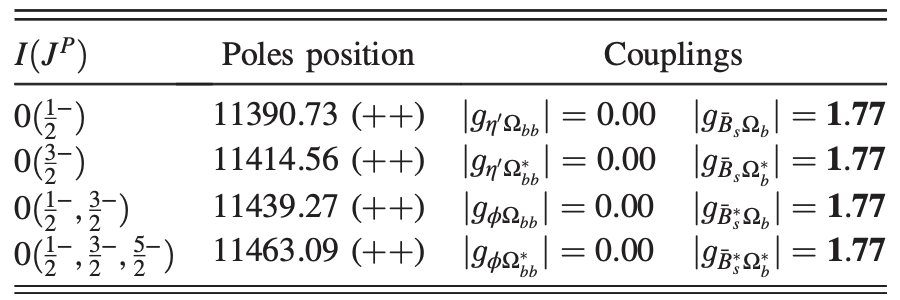 I(J^P) Poles position Couplings
0(1/2^-) 11390.73 (++) |g_{η′Ω_{bb}}| = 0.00 |g_{B̄_sΩ_b}| = 1.77
0(3/2^-) 11414.56 (++) |g_{η′Ω*_{bb}}| = 0.00 |g_{B̄_sΩ*_b}| = 1.77
0(1/2^-, 3/2^-) 11439.27 (++) |g_{ϕΩ_{bb}}| = 0.00 |g_{B̄*_sΩ_b}| = 1.77
0(1/2^-, 3/2^-, 5/2^-) 11463.09 (++) |g_{ϕΩ*_{bb}}| = 0.00 |g_{B̄*_sΩ*_b}| = 1.77